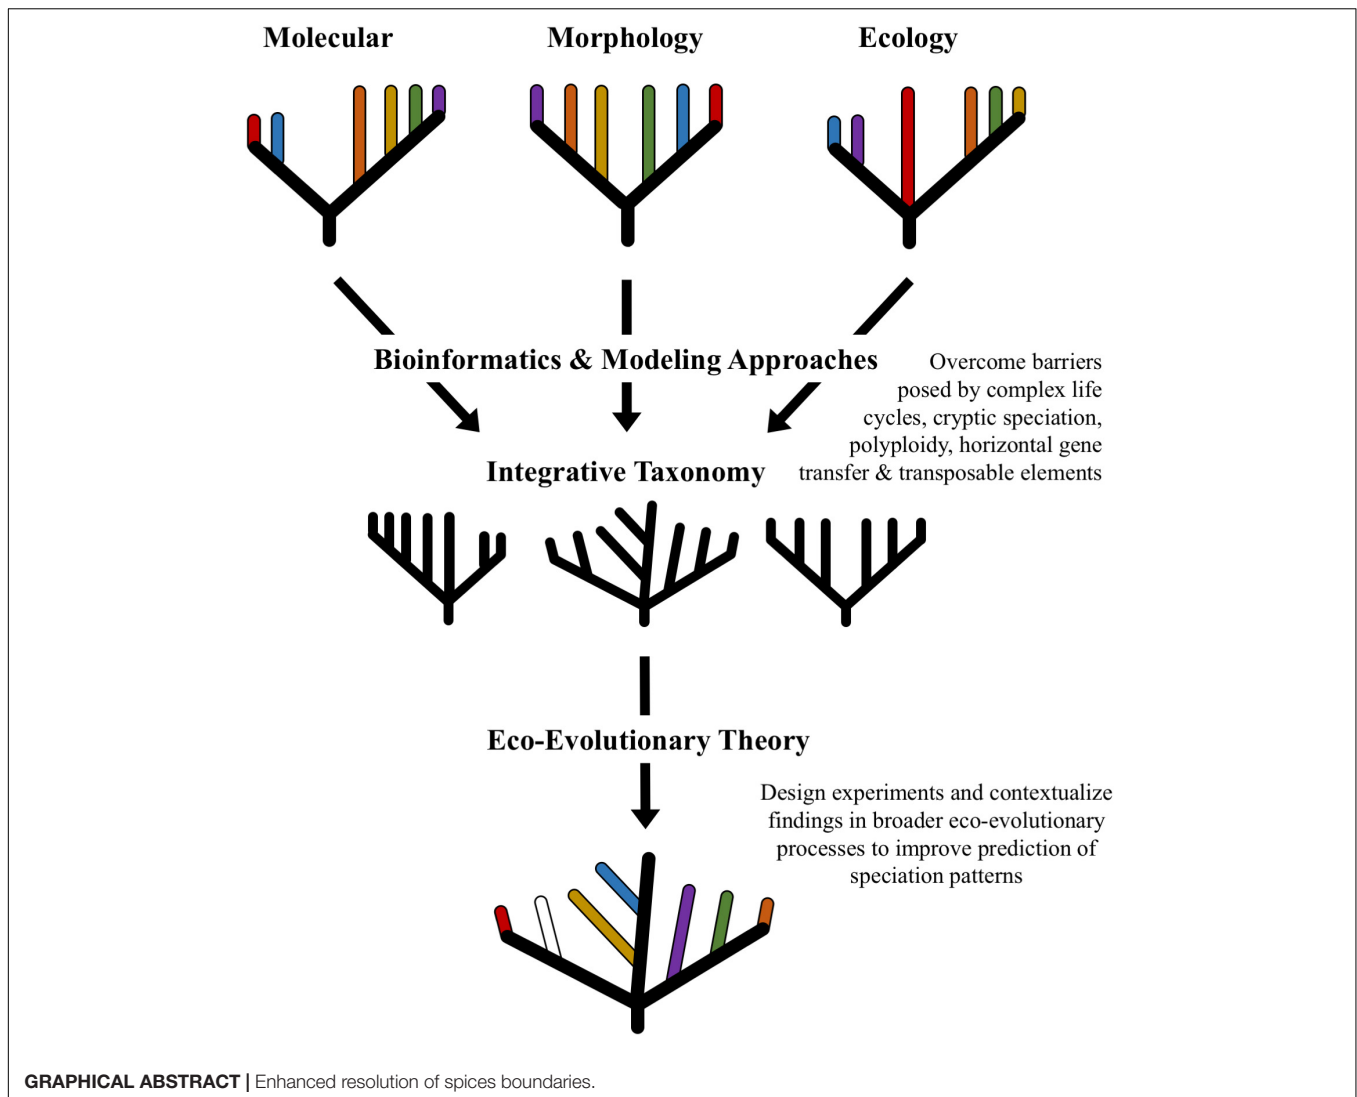 Molecular
Morphology
Ecology
Bioinformatics & Modeling Approaches
Overcome barriers
posed by complex life
cycles, cryptic speciation,
polyploidy, horizontal gene
transfer & transposable elements
Integrative Taxonomy
Eco-Evolutionary Theory
Design experiments and contextualize
findings in broader eco-evolutionary
processes to improve prediction of
speciation patterns
GRAPHICAL ABSTRACT | Enhanced resolution of spices boundaries.